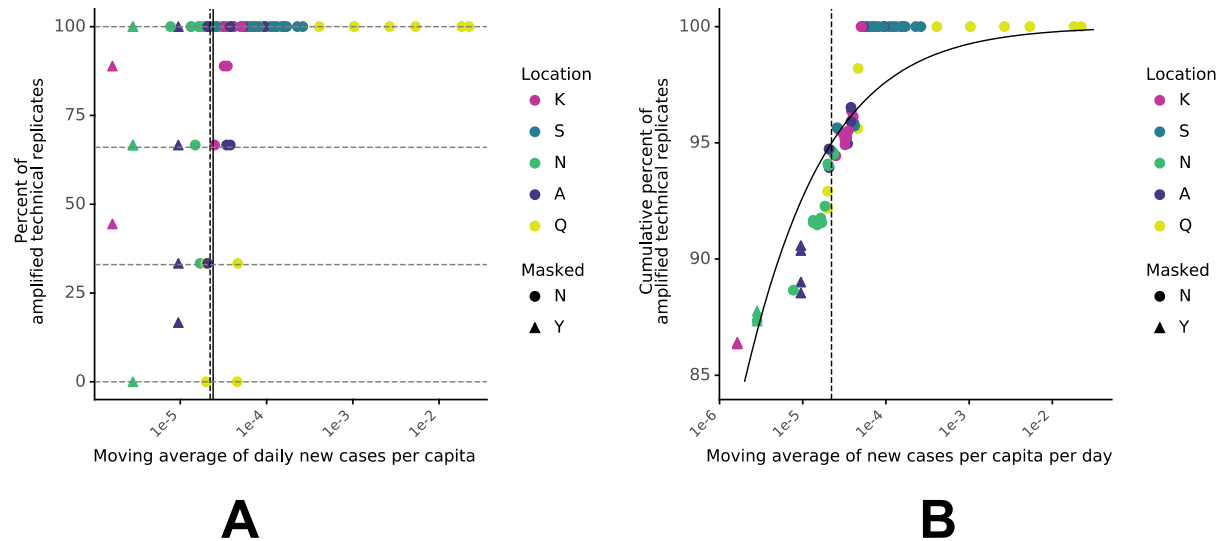 Percent of
amplified technical replicates
100
75
50
25
0
1e-5
1e-4
1e-3
1e-2
Moving average of daily new cases per capita
Location
K
S
N
A
Q
Masked
N
Y
A
Cumulative percent of
amplified technical replicates
100
95
90
85
1e-6
1e-5
1e-4
1e-3
1e-2
Moving average of new cases per capita per day
Location
K
S
N
A
Q
Masked
N
Y
B